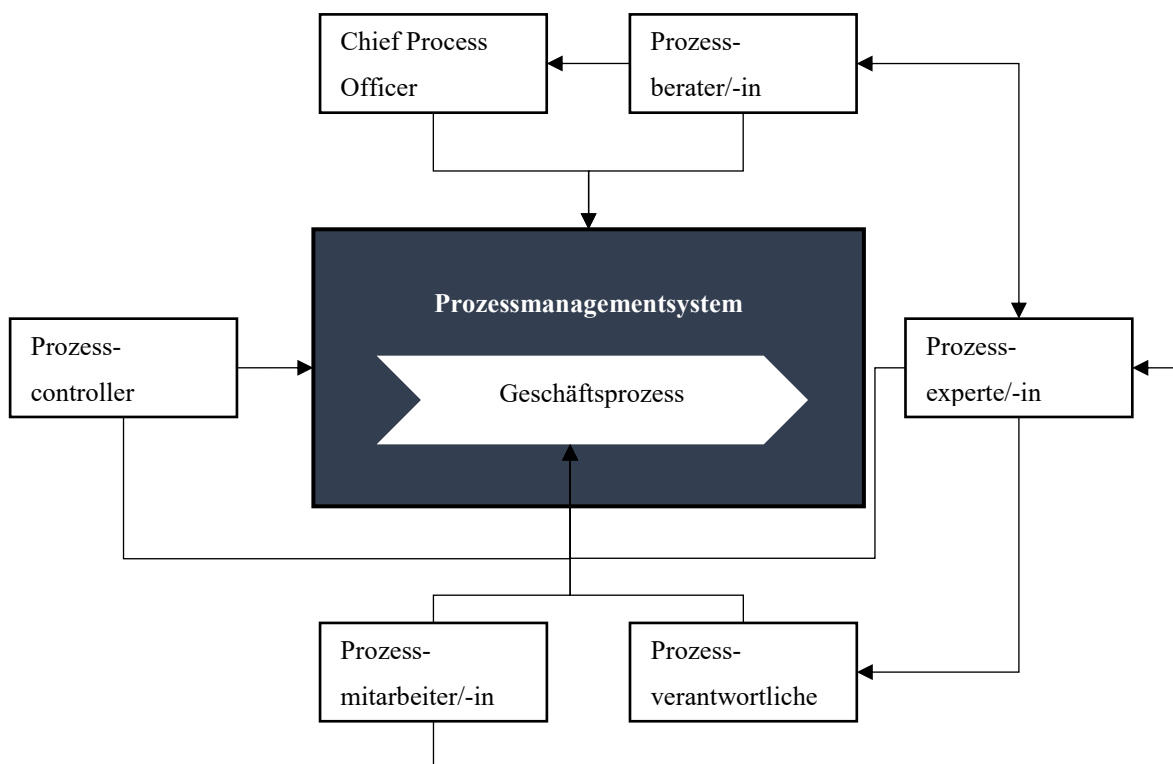 Chief Process
Officer
Prozess-
berater/-in
Prozessmanagementsystem
Prozess-
controller
Geschäftsprozess
Prozess-
experte/-in
Prozess-
mitarbeiter/-in
Prozess-
verantwortliche